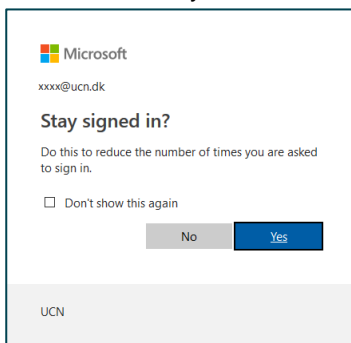 Microsoft
xxxx@ucn.dk
Stay signed in?
Do this to reduce the number of times you are asked
to sign in.
Don't show this again
No Yes
UCN